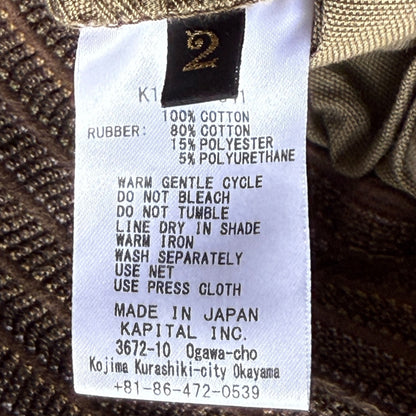 2
100% COTTON
RUBBER: 80% COTTON
15% POLYESTER
5% POLYURETHANE
WARM GENTLE CYCLE
DO NOT BLEACH
DO NOT TUMBLE
LINE DRY IN SHADE
WARM IRON
WASH SEPARATELY
USE NET
USE PRESS CLOTH
MADE IN JAPAN
KAPITAL INC.
3672-10 Ogawa-cho
Kojima Kurashiki-city Okayama
+81-86-472-0539